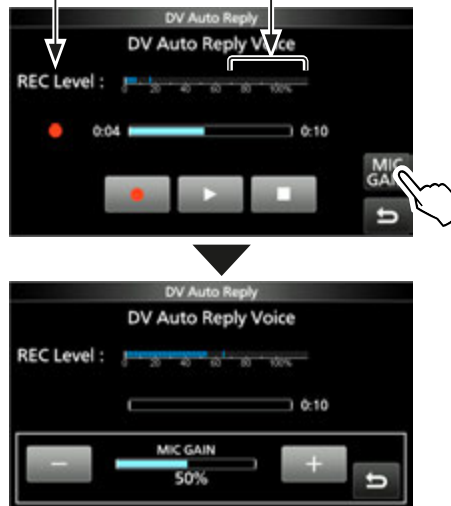 DV Auto Reply
DV Auto Reply Voice
REC Level :
0 20 40 60 80 100%
0:04 0:10
MIC
GAIN
DV Auto Reply
DV Auto Reply Voice
REC Level :
0 20 40 60 80 100%
0:10
MIC GAIN
− +
50%